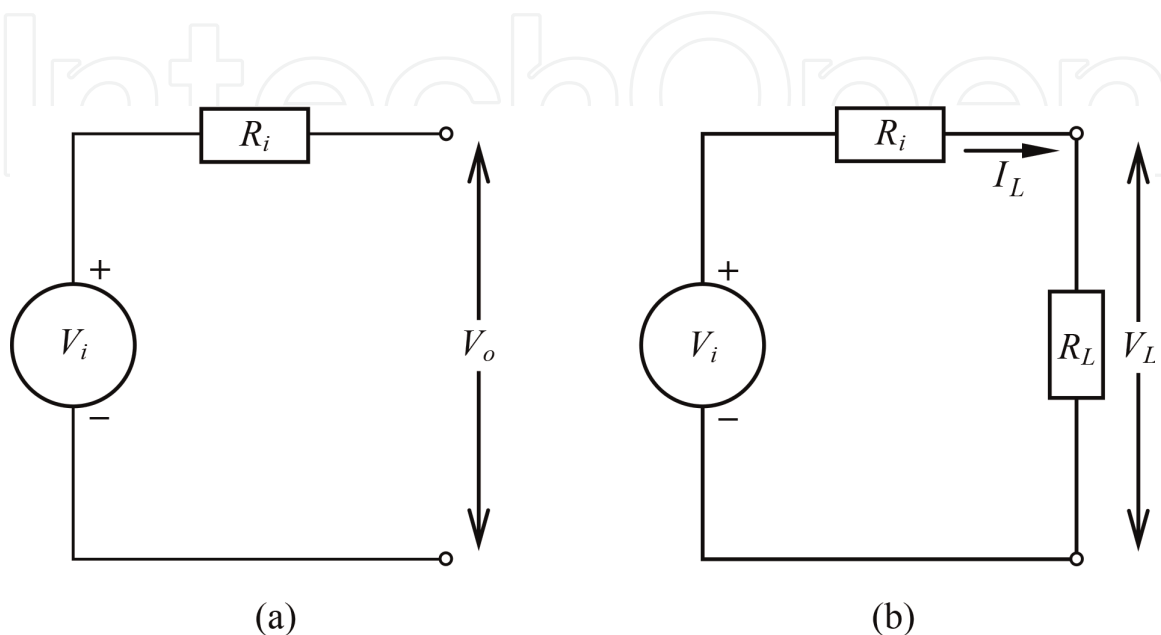 IntechOpen
R_i
+
V_i
−
V_o
(a)
R_i
I_L
+
V_i
−
R_L
V_L
(b)